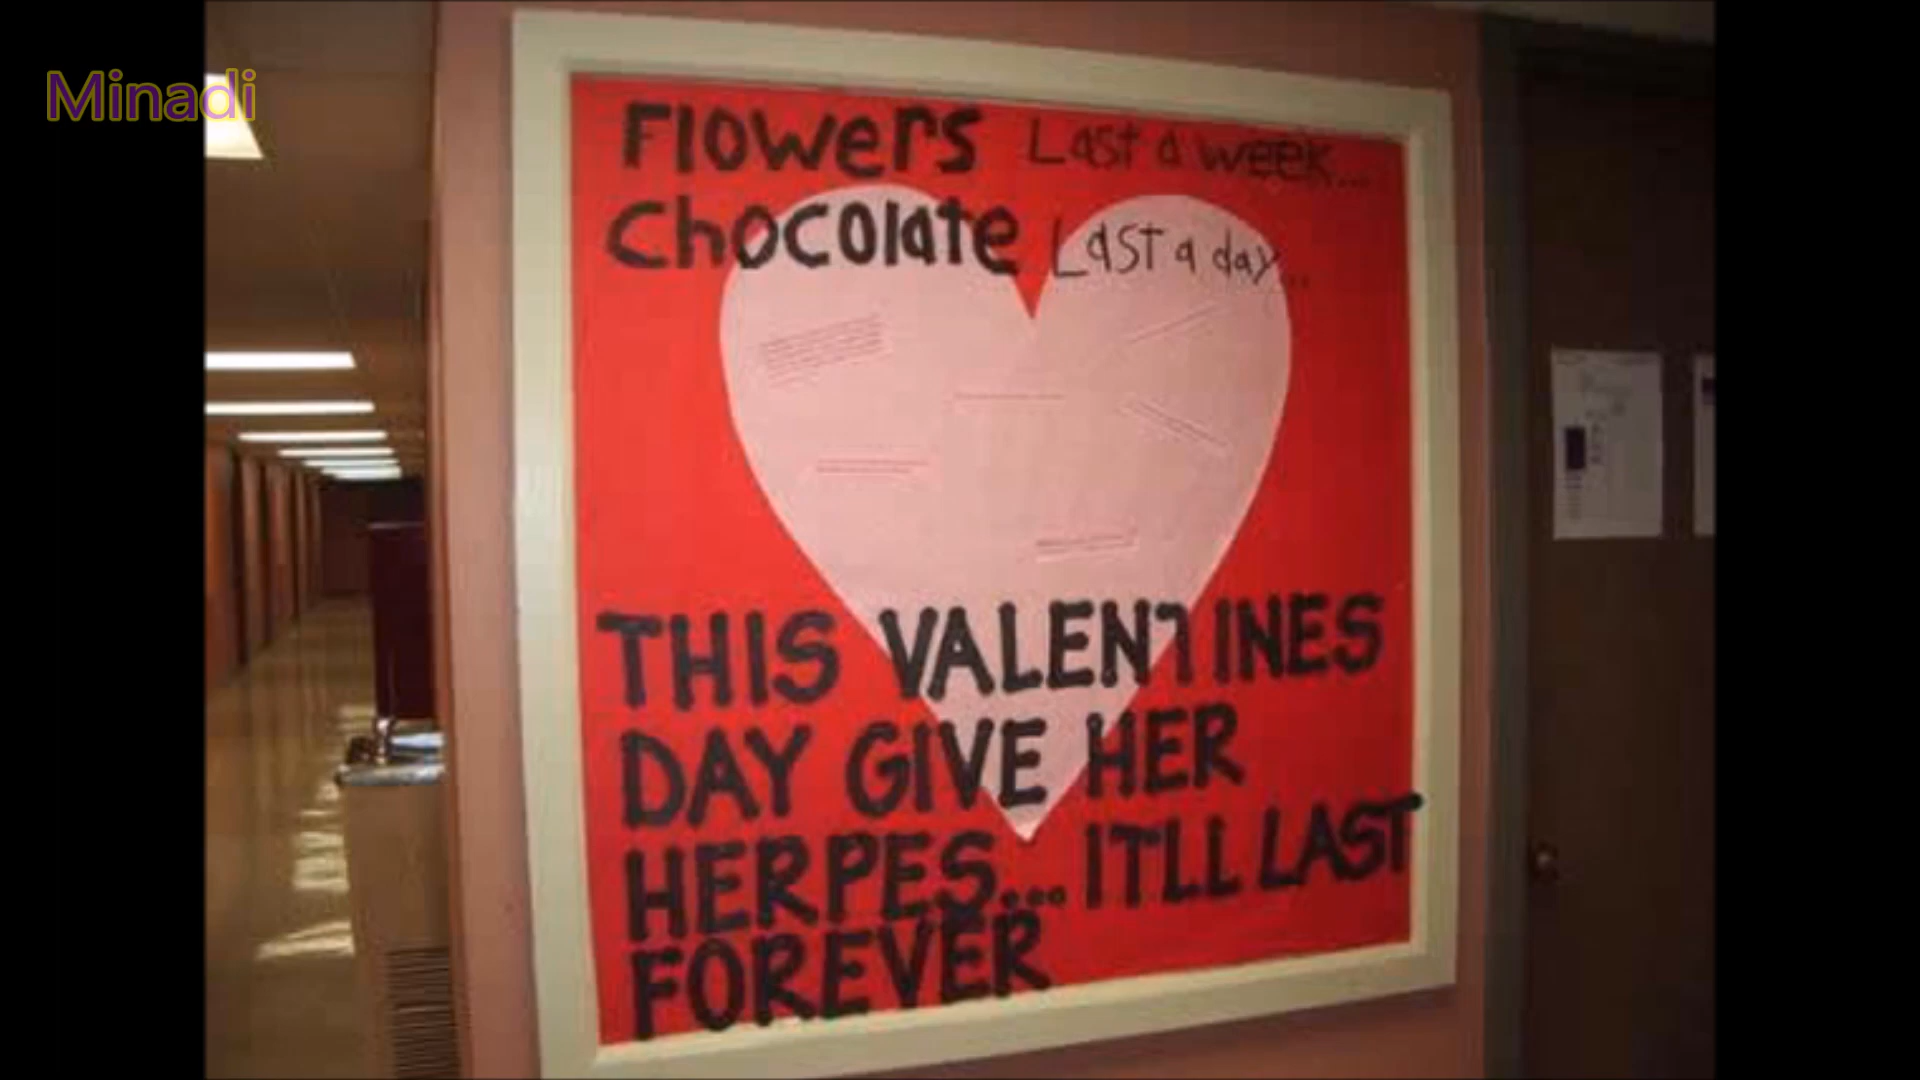 Minadi
Flowers Last a week...
Chocolate Last a day...
THIS VALENTINES
DAY GIVE HER
HERPES... ITLL LAST
FOREVER